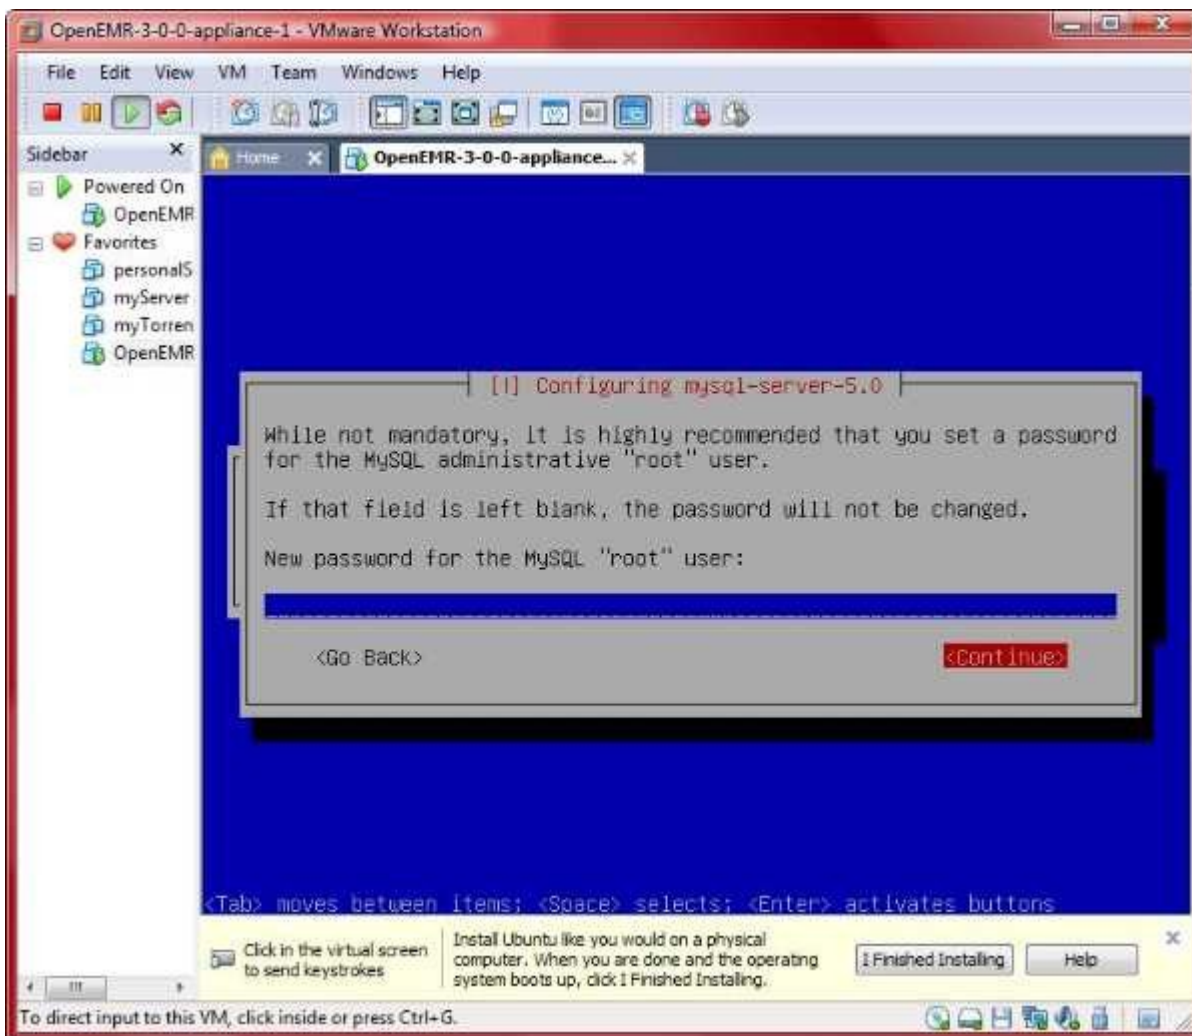 OpenEMR-3-0-0-appliance-1 - VMware Workstation
File Edit View VM Team Windows Help
Sidebar
Home
OpenEMR-3-0-0-appliance...
Powered On
OpenEMR
Favorites
personalS
myServer
myTorren
OpenEMR
[!] Configuring mysql-server-5.0
While not mandatory, it is highly recommended that you set a password
for the MySQL administrative "root" user.
If that field is left blank, the password will not be changed.
New password for the MySQL "root" user:
<Go Back> <Continue>
<Tab> moves between items; <Space> selects; <Enter> activates buttons
Click in the virtual screen
to send keystrokes
Install Ubuntu like you would on a physical
computer. When you are done and the operating
system boots up, click I Finished Installing.
I Finished Installing
Help
To direct input to this VM, click inside or press Ctrl+G.